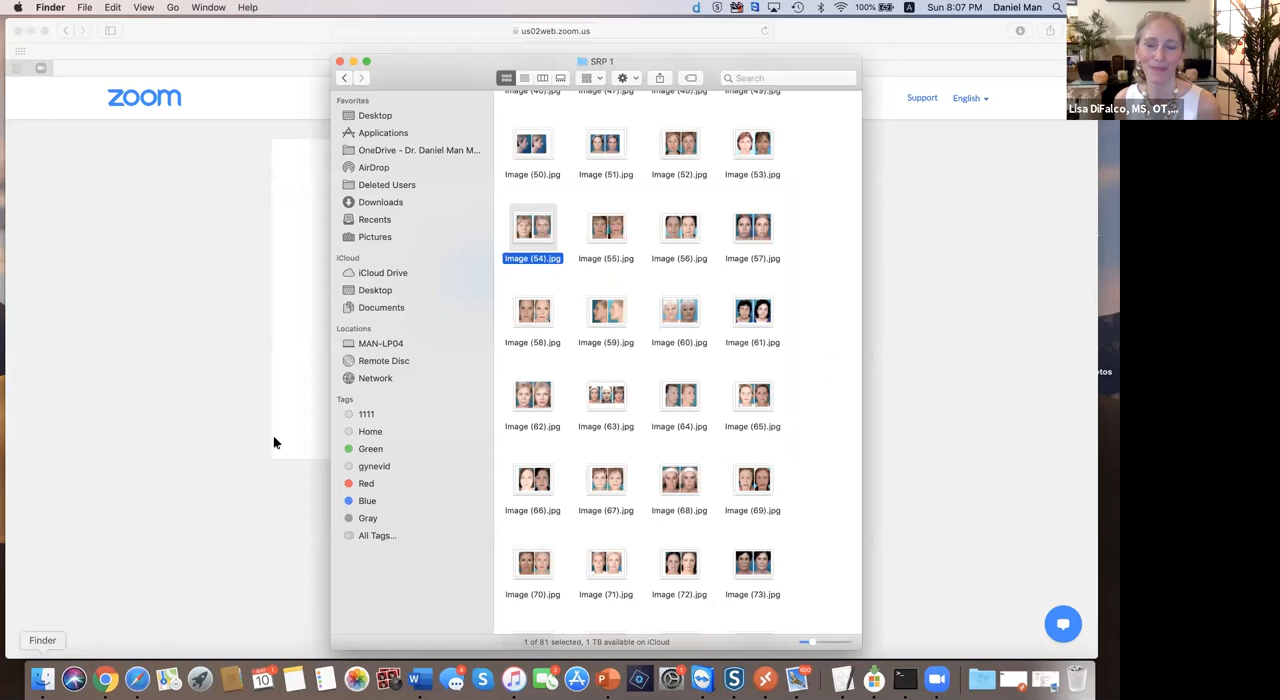 Finder File Edit View Go Window Help
100% Sun 8:07 PM Daniel Man
us02web.zoom.us
zoom
Support English
Lisa DiFalco, MS, OT,...
SRP 1
Search
Favorites
Desktop
Applications
OneDrive - Dr. Daniel Man M...
AirDrop
Deleted Users
Downloads
Recents
Pictures
iCloud
iCloud Drive
Desktop
Documents
Locations
MAN-LP04
Remote Disc
Network
Tags
1111
Home
Green
gynevid
Red
Blue
Gray
All Tags...
Image (50).jpg Image (51).jpg Image (52).jpg Image (53).jpg
Image (54).jpg Image (55).jpg Image (56).jpg Image (57).jpg
Image (58).jpg Image (59).jpg Image (60).jpg Image (61).jpg
Image (62).jpg Image (63).jpg Image (64).jpg Image (65).jpg
Image (66).jpg Image (67).jpg Image (68).jpg Image (69).jpg
Image (70).jpg Image (71).jpg Image (72).jpg Image (73).jpg
1 of 81 selected, 1 TB available on iCloud
otos
Finder
10